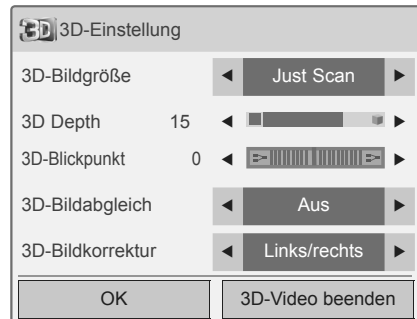 3D 3D-Einstellung
3D-Bildgröße ◄ Just Scan ►
3D Depth 15 ◄ ►
3D-Blickpunkt 0 ◄ ►
3D-Bildabgleich ◄ Aus ►
3D-Bildkorrektur ◄ Links/rechts ►
OK 3D-Video beenden